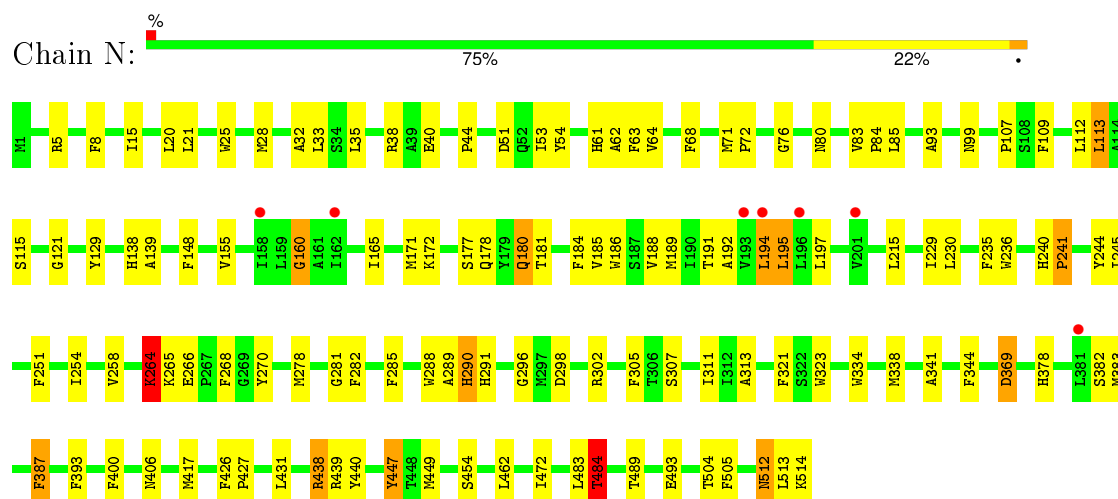 %
Chain N:
75% 22% •
M1 R5 F8 I15 L20 L21 W25 M28 A32 L33 S34 L35 R38 A39 E40 P44 D51 Q52 I53 Y54 H61 A62 F63 V64 F68 M71 P72 G76 N80 V83 P84 L85 A93 N99 P107 S108 F109 L112 L113 A114
S115 G121 Y129 H138 A139 F148 V155 I158 L159 G160 A161 I162 I165 M171 K172 S177 Q178 Y179 Q180 T181 F184 V185 W186 S187 V188 M189 I190 T191 A192 V193 L194 L195 L196 L197 V201 L215 I229 L230 F235 W236 H240 P241 Y244 I245
F251 I254 V258 K264 K265 E266 P267 F268 G269 Y270 M278 G281 F282 F285 W288 A289 H290 H291 G296 M297 D298 R302 F305 T306 S307 I311 I312 A313 F321 S322 W323 W334 M338 A341 F344 D369 H378 L381 S382 M383
F387 F393 F400 N406 M417 F426 P427 L431 R438 R439 Y440 Y447 T448 M449 S454 L462 I472 L483 T484 T489 E493 T504 F505 N512 L513 K514